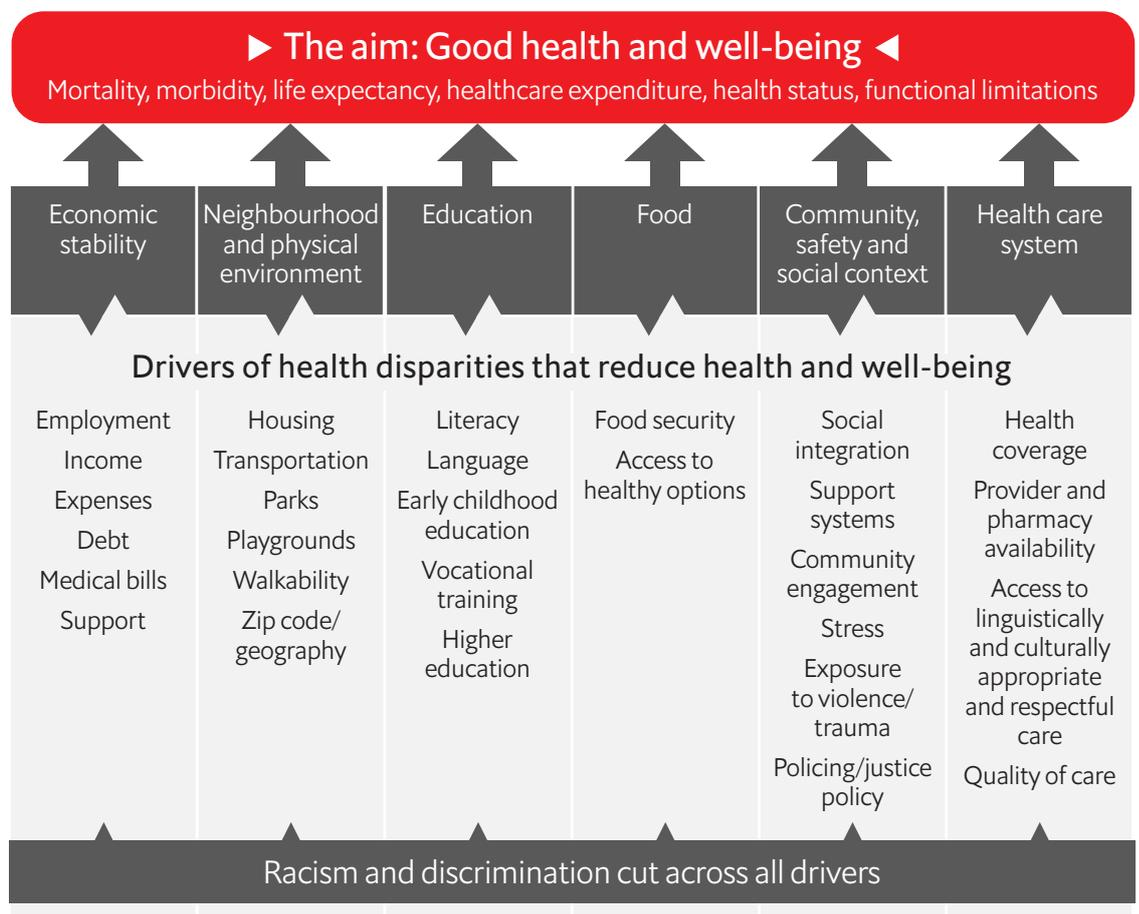 The aim: Good health and well-being
Mortality, morbidity, life expectancy, healthcare expenditure, health status, functional limitations
Economic
stability
Neighbourhood
and physical
environment
Education
Food
Community,
safety and
social context
Health care
system
Drivers of health disparities that reduce health and well-being
Employment
Income
Expenses
Debt
Medical bills
Support
Housing
Transportation
Parks
Playgrounds
Walkability
Zip code/
geography
Literacy
Language
Early childhood
education
Vocational
training
Higher
education
Food security
Access to
healthy options
Social
integration
Support
systems
Community
engagement
Stress
Exposure
to violence/
trauma
Policing/justice
policy
Health
coverage
Provider and
pharmacy
availability
Access to
linguistically
and culturally
appropriate
and respectful
care
Quality of care
Racism and discrimination cut across all drivers